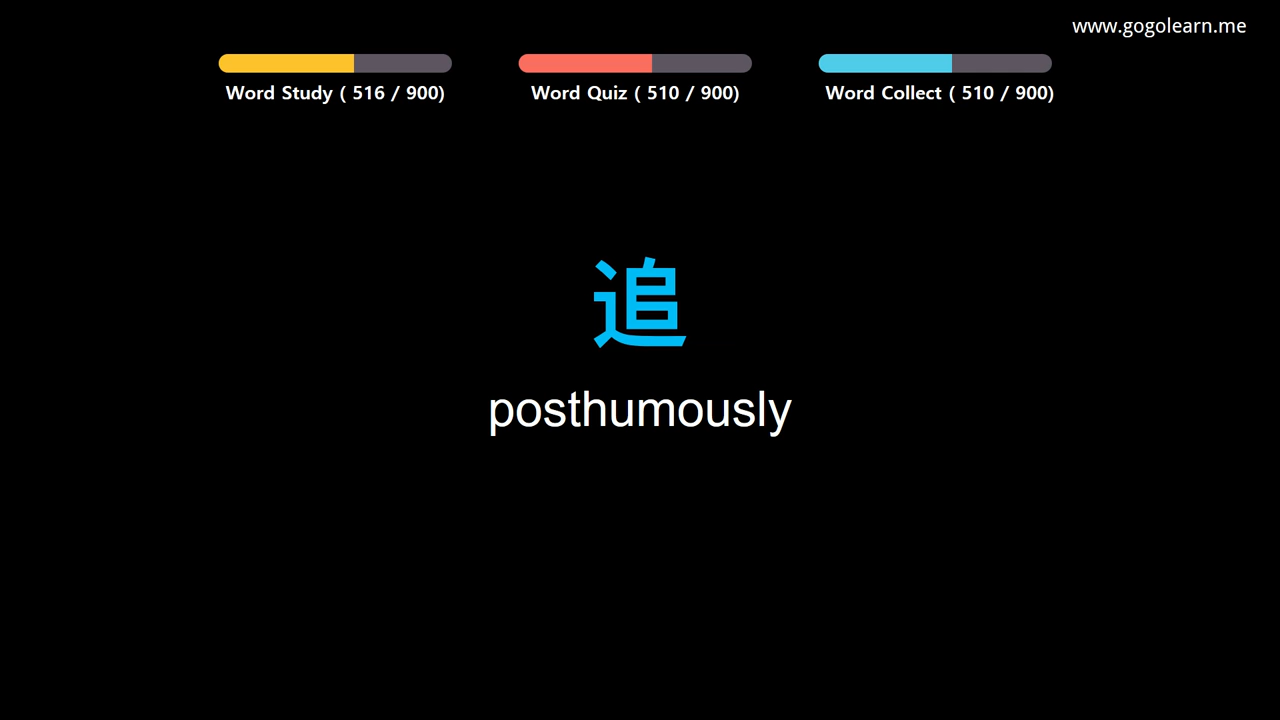 www.gogolearn.me
Word Study ( 516 / 900)
Word Quiz ( 510 / 900)
Word Collect ( 510 / 900)
追
posthumously